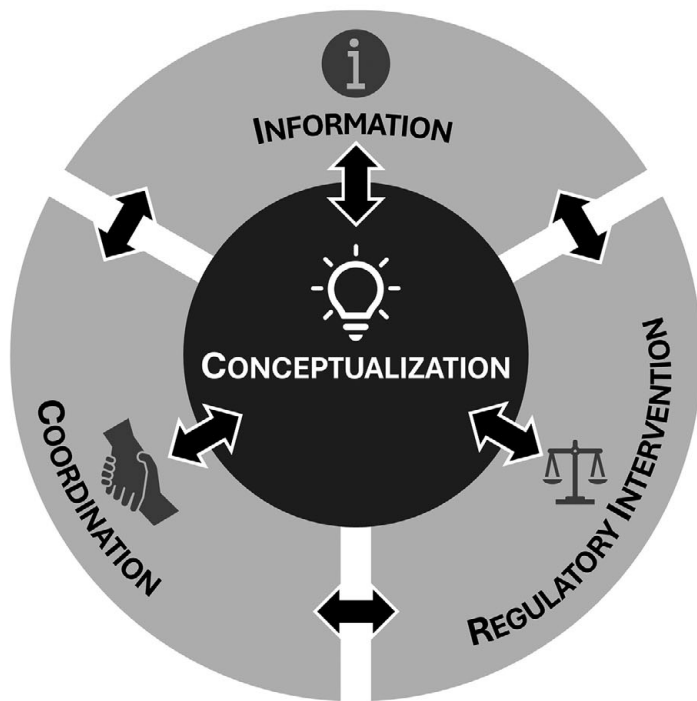 i
INFORMATION
CONCEPTUALIZATION
COORDINATION
REGULATORY INTERVENTION